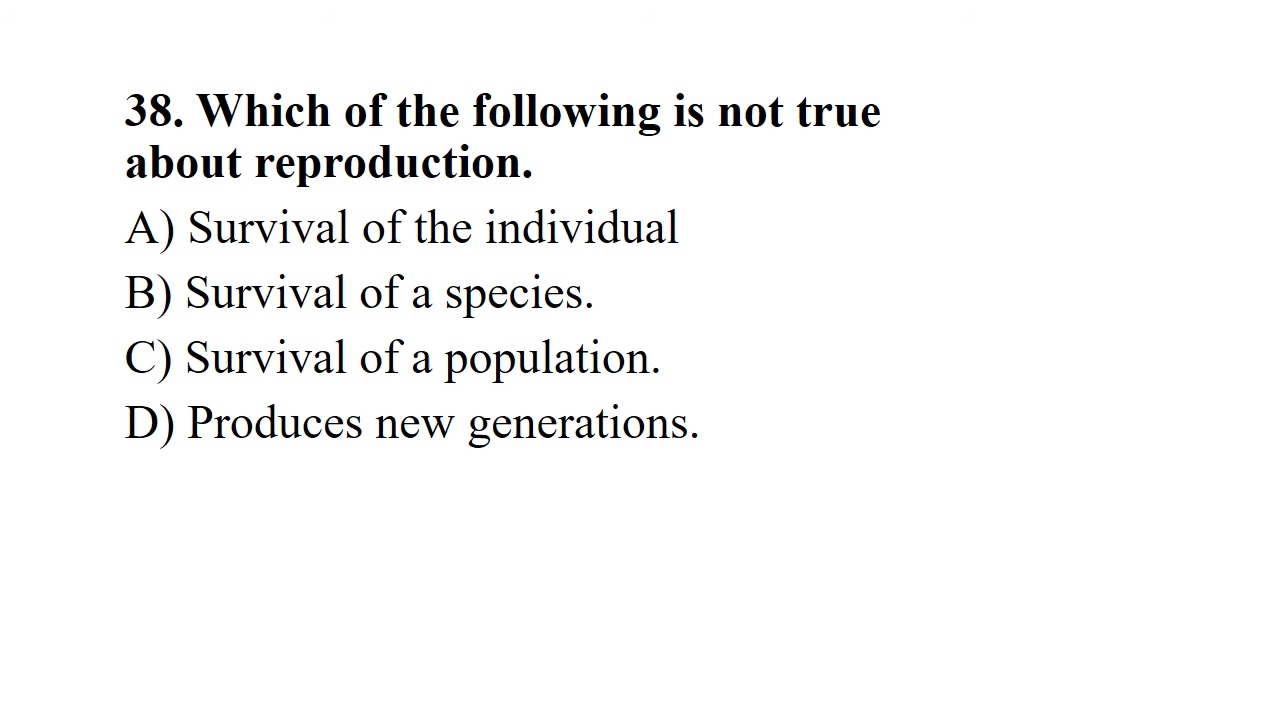 38. Which of the following is not true
about reproduction.
A) Survival of the individual
B) Survival of a species.
C) Survival of a population.
D) Produces new generations.